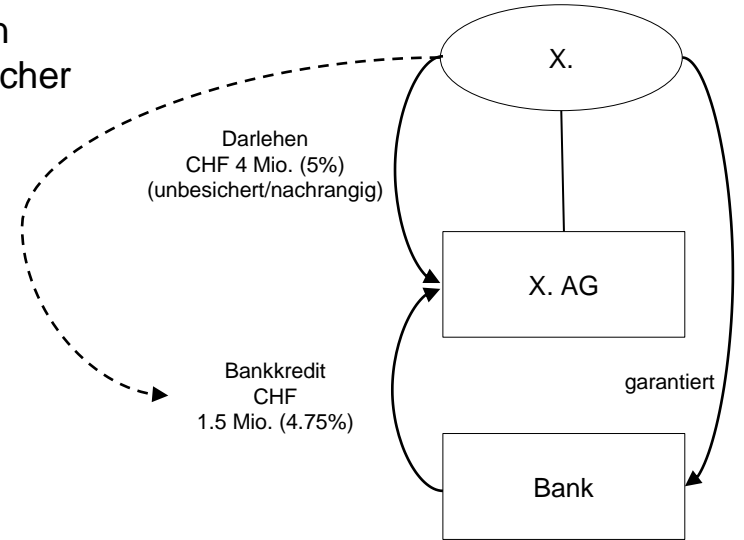 X.
Darlehen
CHF 4 Mio. (5%)
(unbesichert/nachrangig)
X. AG
Bankkredit
CHF
1.5 Mio. (4.75%)
garantiert
Bank